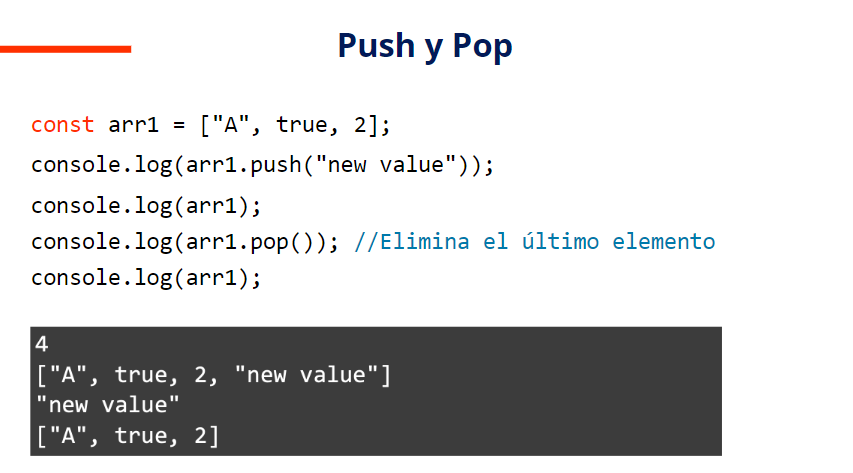 Push y Pop
const arr1 = ["A", true, 2];
console.log(arr1.push("new value"));
console.log(arr1);
console.log(arr1.pop()); //Elimina el último elemento
console.log(arr1);
4
["A", true, 2, "new value"]
"new value"
["A", true, 2]